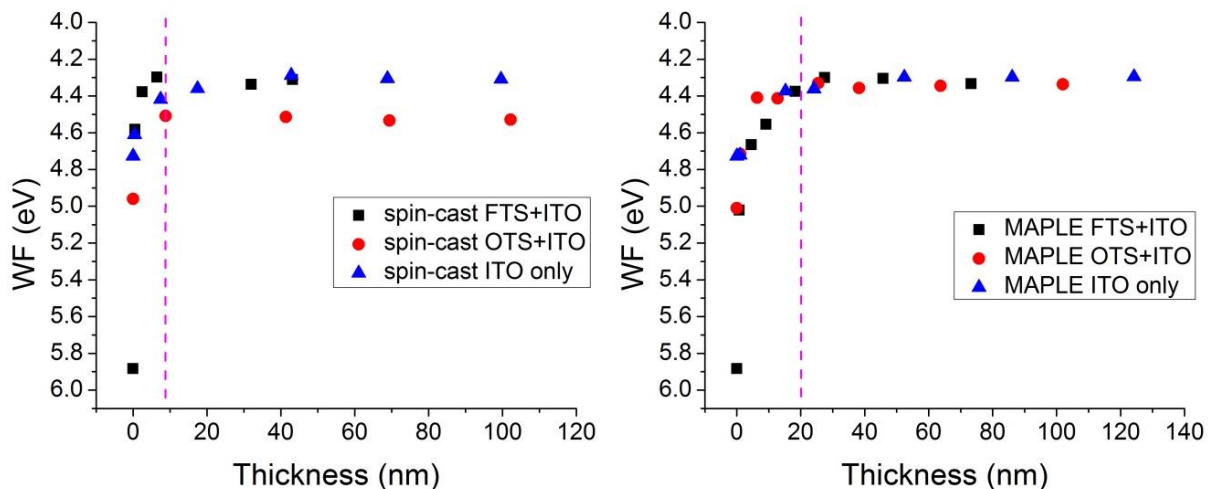 4.0
4.2
4.4
4.6
4.8
5.0
5.2
5.4
5.6
5.8
6.0
WF (eV)
spin-cast FTS+ITO
spin-cast OTS+ITO
spin-cast ITO only
0 20 40 60 80 100 120
Thickness (nm)
4.0
4.2
4.4
4.6
4.8
5.0
5.2
5.4
5.6
5.8
6.0
WF (eV)
MAPLE FTS+ITO
MAPLE OTS+ITO
MAPLE ITO only
0 20 40 60 80 100 120 140
Thickness (nm)